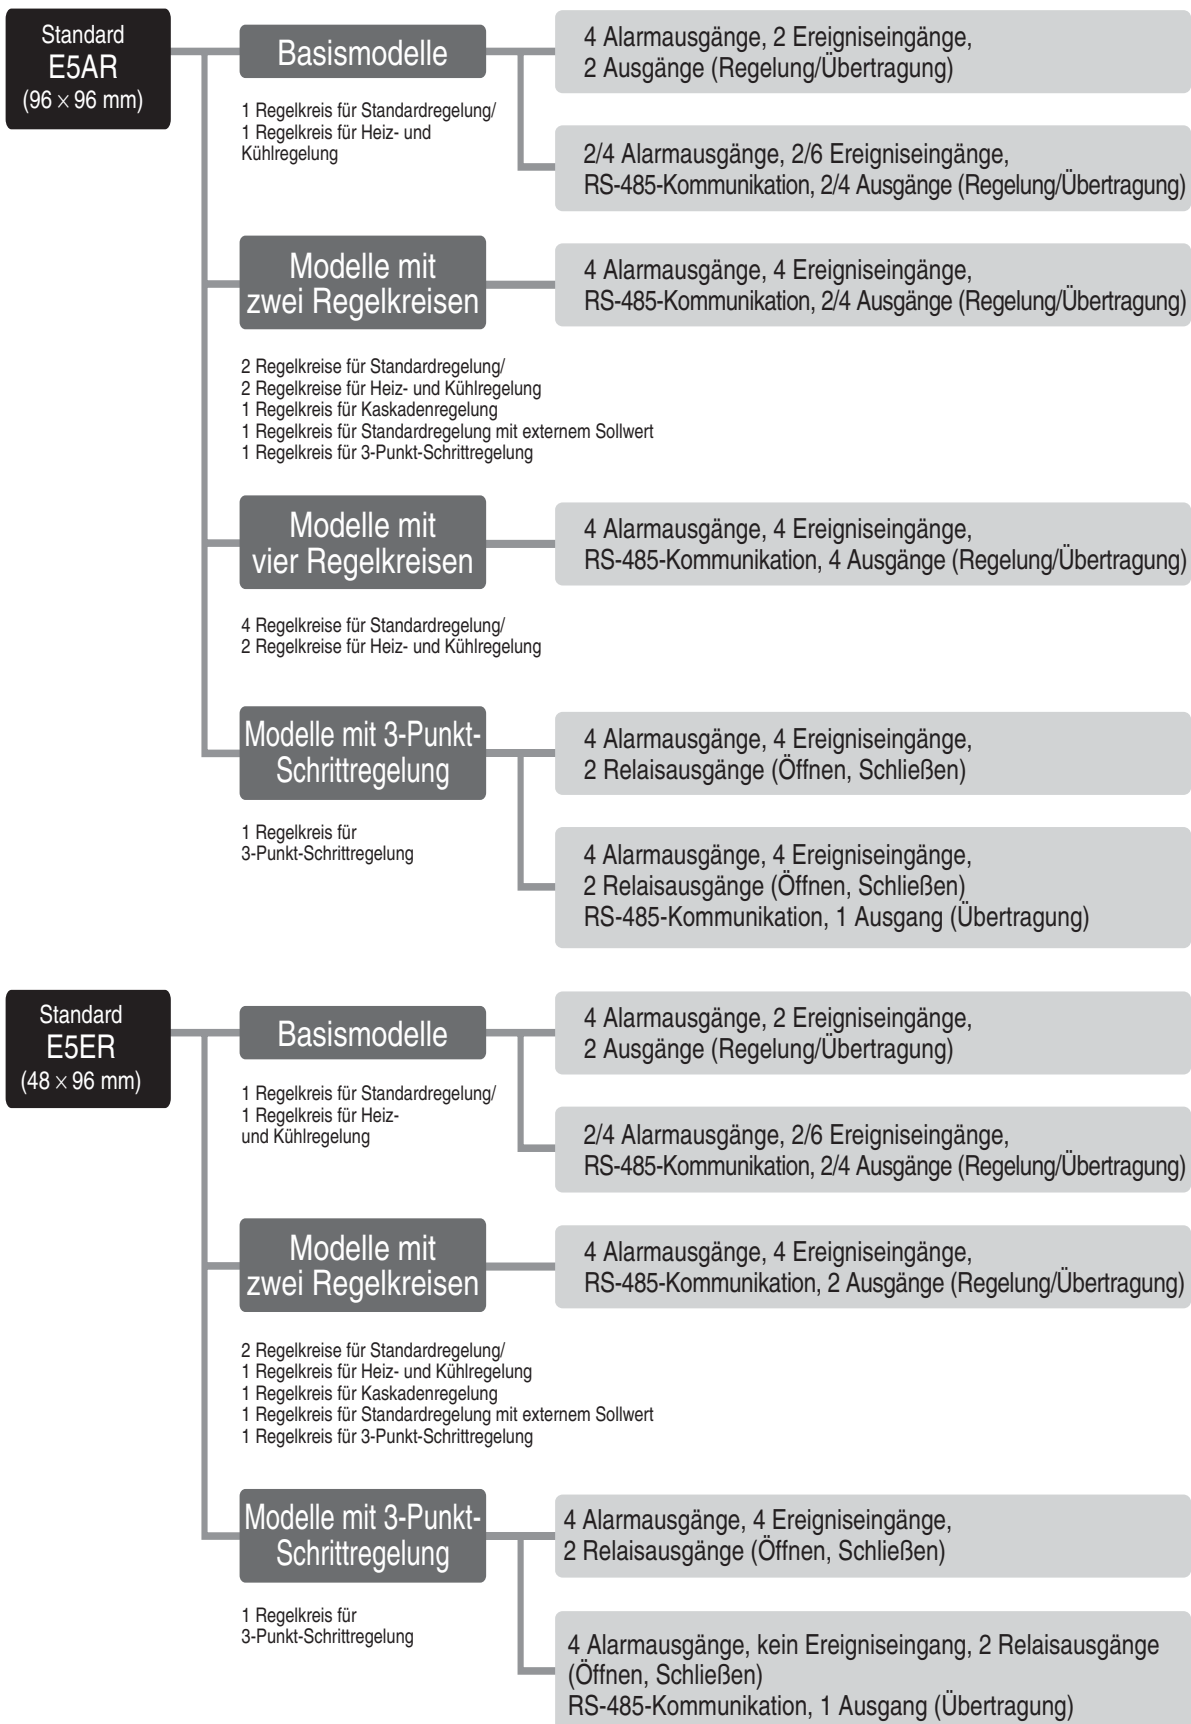 Standard
E5AR
(96 × 96 mm)
Basismodelle
1 Regelkreis für Standardregelung/
1 Regelkreis für Heiz- und
Kühlregelung
4 Alarmausgänge, 2 Ereigniseingänge,
2 Ausgänge (Regelung/Übertragung)
2/4 Alarmausgänge, 2/6 Ereigniseingänge,
RS-485-Kommunikation, 2/4 Ausgänge (Regelung/Übertragung)
Modelle mit
zwei Regelkreisen
4 Alarmausgänge, 4 Ereigniseingänge,
RS-485-Kommunikation, 2/4 Ausgänge (Regelung/Übertragung)
2 Regelkreise für Standardregelung/
2 Regelkreise für Heiz- und Kühlregelung
1 Regelkreis für Kaskadenregelung
1 Regelkreis für Standardregelung mit externem Sollwert
1 Regelkreis für 3-Punkt-Schrittregelung
Modelle mit
vier Regelkreisen
4 Alarmausgänge, 4 Ereigniseingänge,
RS-485-Kommunikation, 4 Ausgänge (Regelung/Übertragung)
4 Regelkreise für Standardregelung/
2 Regelkreise für Heiz- und Kühlregelung
Modelle mit 3-Punkt-
Schrittregelung
1 Regelkreis für
3-Punkt-Schrittregelung
4 Alarmausgänge, 4 Ereigniseingänge,
2 Relaisausgänge (Öffnen, Schließen)
4 Alarmausgänge, 4 Ereigniseingänge,
2 Relaisausgänge (Öffnen, Schließen)
RS-485-Kommunikation, 1 Ausgang (Übertragung)
Standard
E5ER
(48 × 96 mm)
Basismodelle
1 Regelkreis für Standardregelung/
1 Regelkreis für Heiz-
und Kühlregelung
4 Alarmausgänge, 2 Ereigniseingänge,
2 Ausgänge (Regelung/Übertragung)
2/4 Alarmausgänge, 2/6 Ereigniseingänge,
RS-485-Kommunikation, 2/4 Ausgänge (Regelung/Übertragung)
Modelle mit
zwei Regelkreisen
4 Alarmausgänge, 4 Ereigniseingänge,
RS-485-Kommunikation, 2 Ausgänge (Regelung/Übertragung)
2 Regelkreise für Standardregelung/
1 Regelkreis für Heiz- und Kühlregelung
1 Regelkreis für Kaskadenregelung
1 Regelkreis für Standardregelung mit externem Sollwert
1 Regelkreis für 3-Punkt-Schrittregelung
Modelle mit 3-Punkt-
Schrittregelung
1 Regelkreis für
3-Punkt-Schrittregelung
4 Alarmausgänge, 4 Ereigniseingänge,
2 Relaisausgänge (Öffnen, Schließen)
4 Alarmausgänge, kein Ereigniseingang, 2 Relaisausgänge
(Öffnen, Schließen)
RS-485-Kommunikation, 1 Ausgang (Übertragung)